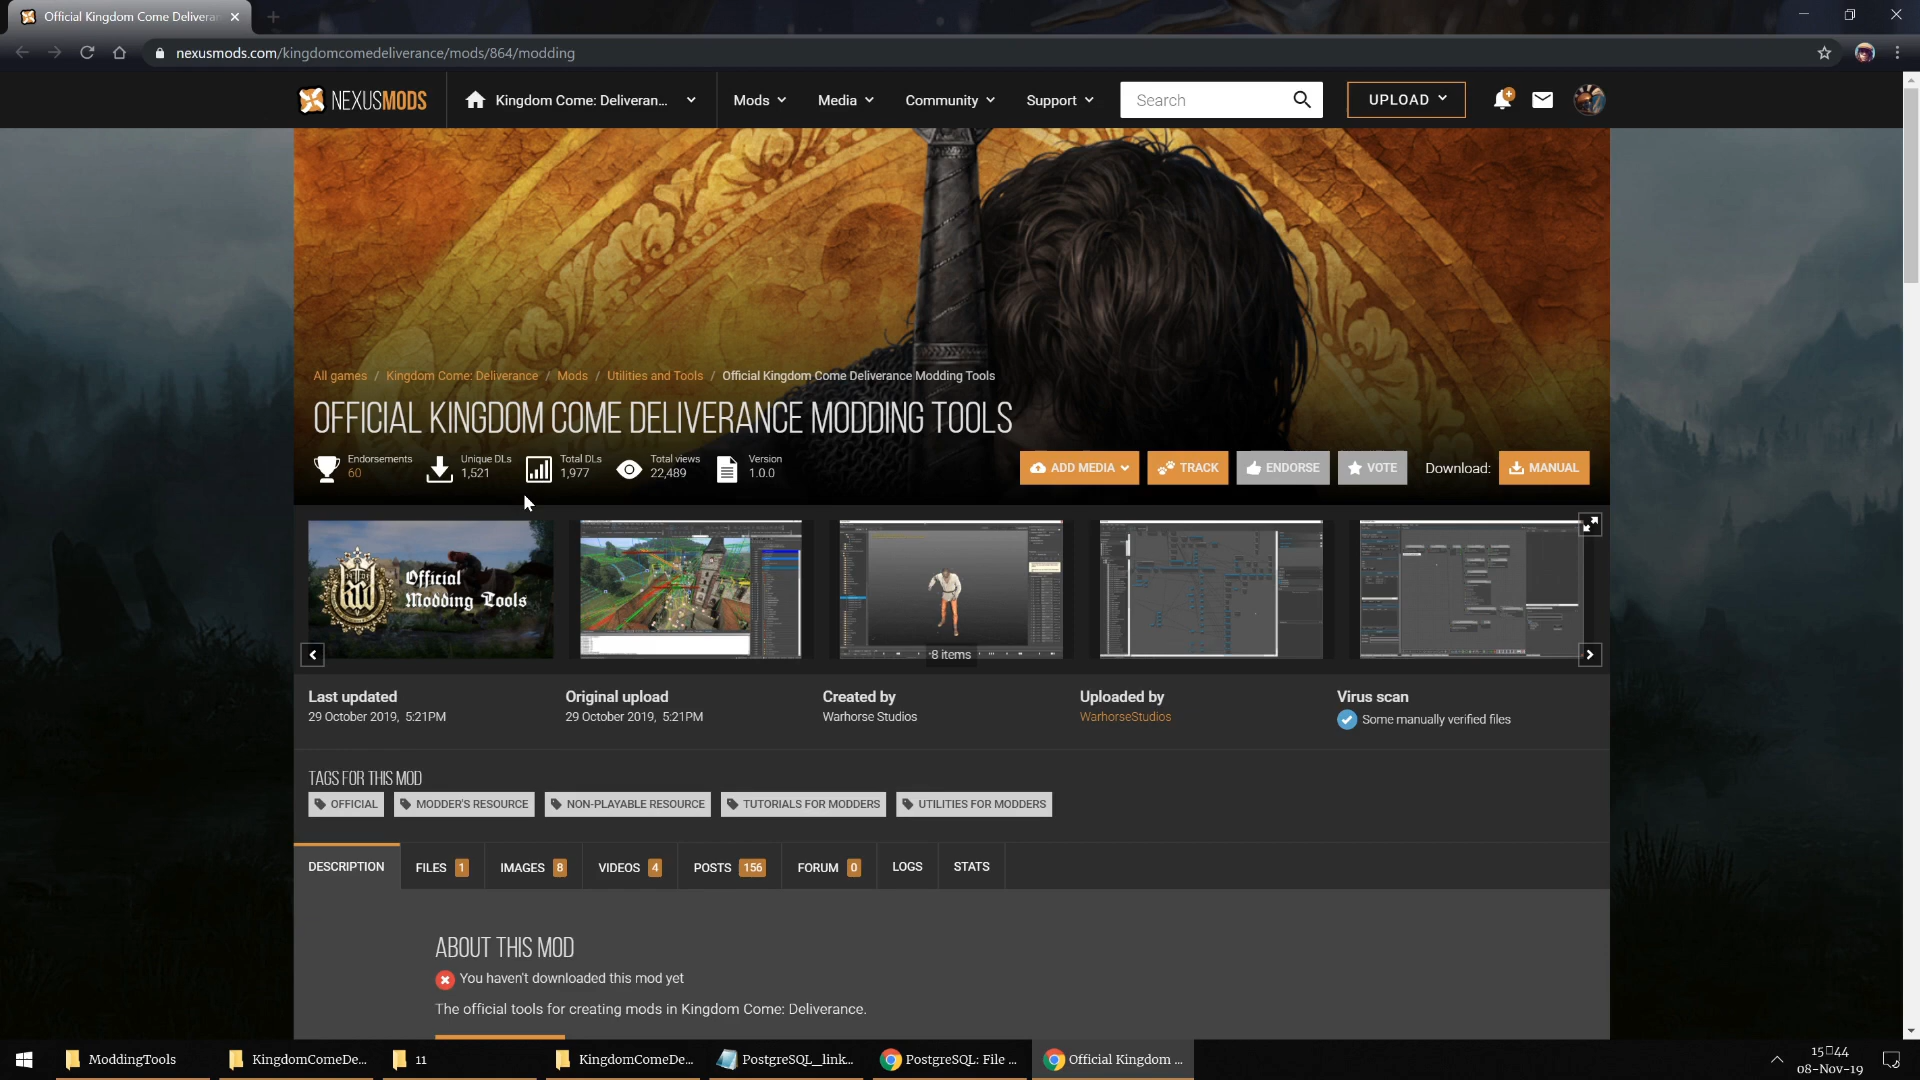 Official Kingdom Come Deliveran
nexusmods.com/kingdomcomedeliverance/mods/864/modding
NEXUSMODS
Kingdom Come: Deliveran...
Mods
Media
Community
Support
Search
UPLOAD
All games / Kingdom Come: Deliverance / Mods / Utilities and Tools / Official Kingdom Come Deliverance Modding Tools
OFFICIAL KINGDOM COME DELIVERANCE MODDING TOOLS
Endorsements
60
Unique DLs
1,521
Total DLs
1,977
Total views
22,489
Version
1.0.0
ADD MEDIA
TRACK
ENDORSE
VOTE
Download:
MANUAL
Official
Modding Tools
8 items
Last updated
29 October 2019, 5:21PM
Original upload
29 October 2019, 5:21PM
Created by
Warhorse Studios
Uploaded by
WarhorseStudios
Virus scan
Some manually verified files
TAGS FOR THIS MOD
OFFICIAL
MODDER'S RESOURCE
NON-PLAYABLE RESOURCE
TUTORIALS FOR MODDERS
UTILITIES FOR MODDERS
DESCRIPTION
FILES 1
IMAGES 8
VIDEOS 4
POSTS 156
FORUM 0
LOGS
STATS
ABOUT THIS MOD
You haven't downloaded this mod yet
The official tools for creating mods in Kingdom Come: Deliverance.
ModdingTools
KingdomComeDe...
11
KingdomComeDe...
PostgreSQL_link...
PostgreSQL: File ...
Official Kingdom ...
15□44
08-Nov-19